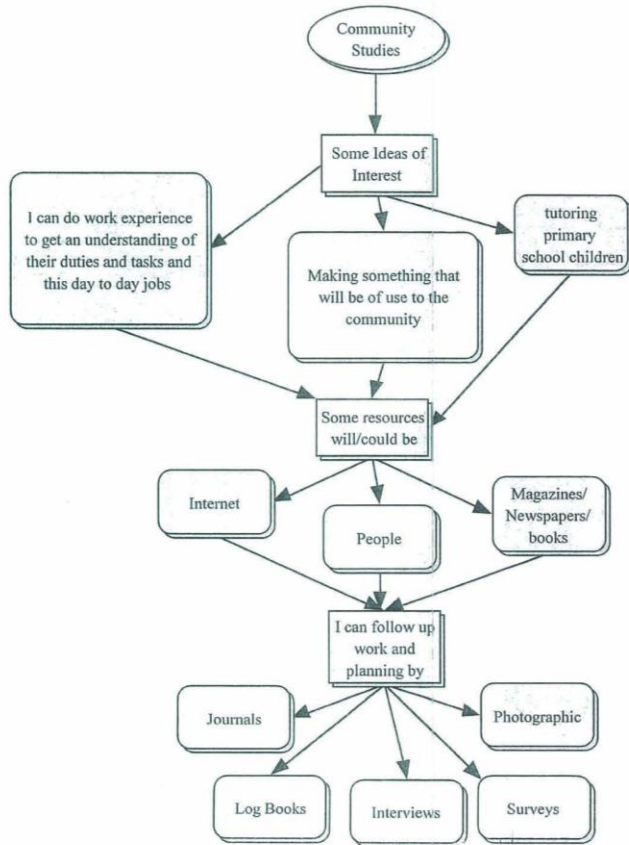 Community
Studies
Some Ideas of
Interest
I can do work experience
to get an understanding of
their duties and tasks and
this day to day jobs
Making something that
will be of use to the
community
tutoring
primary
school children
Some resources
will/could be
Internet
People
Magazines/
Newspapers/
books
I can follow up
work and
planning by
Journals
Photographic
Log Books
Interviews
Surveys